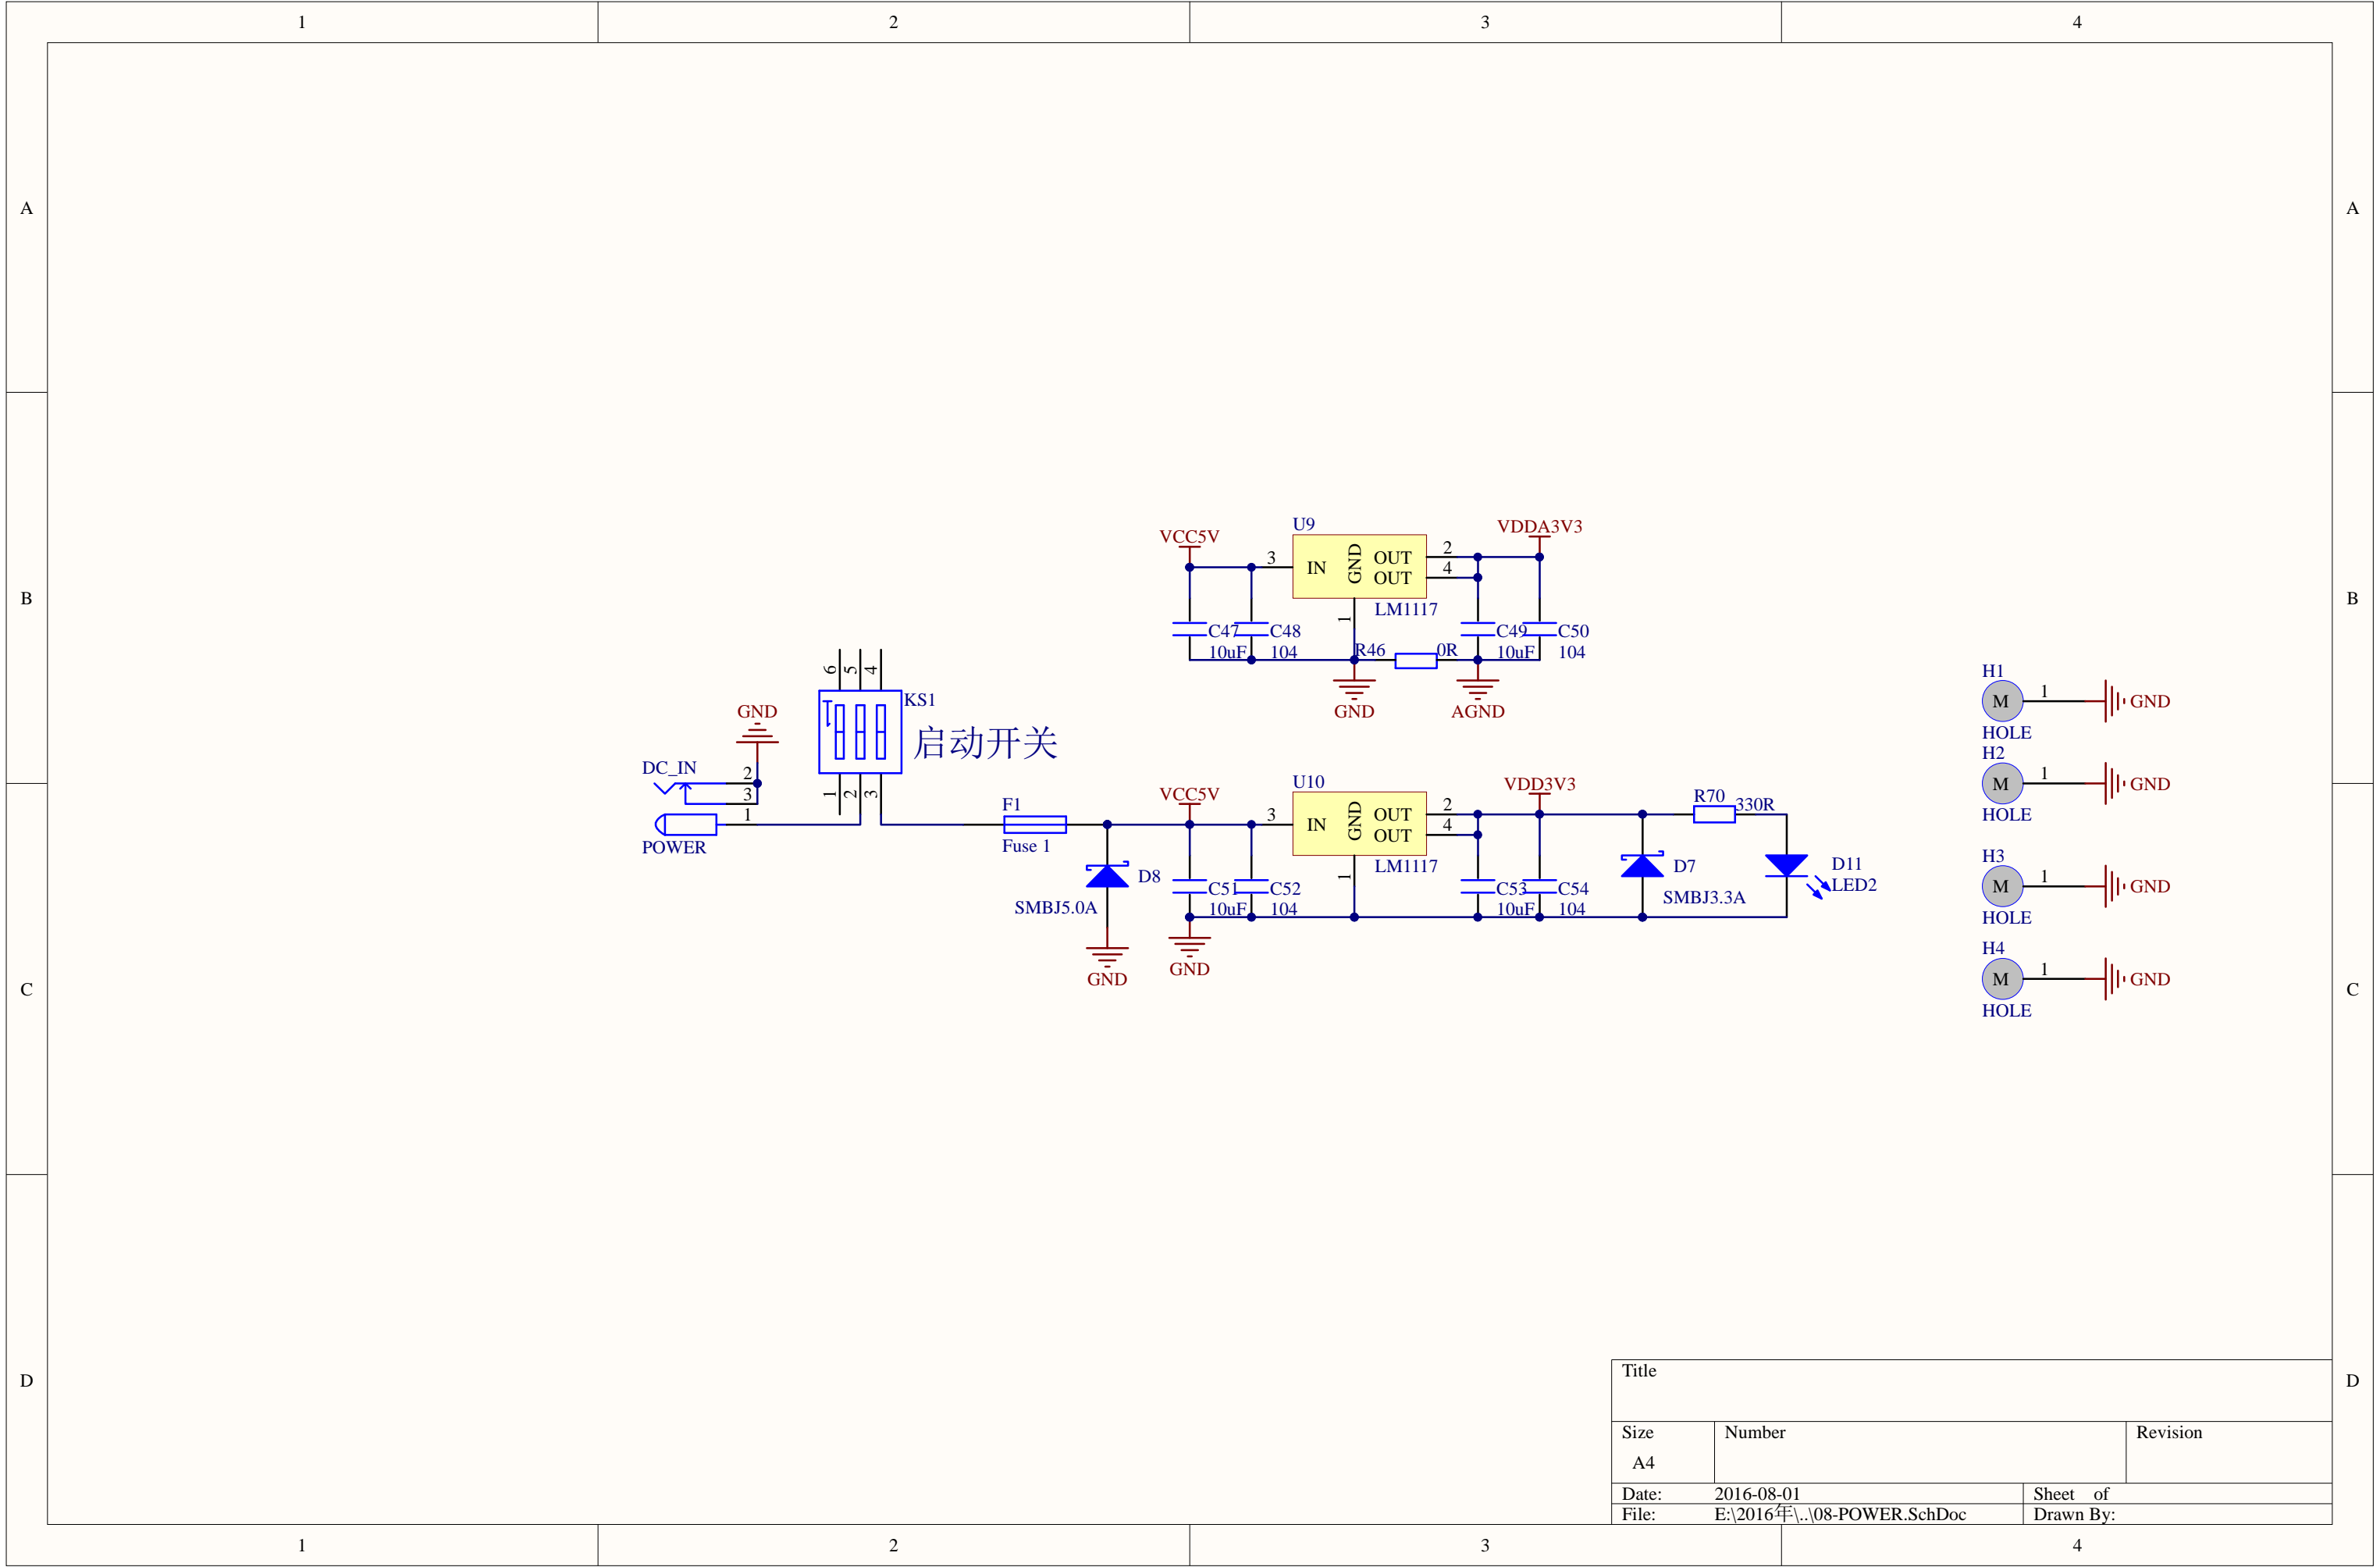 1 2 3 4
A A
VCC5V U9 VDDA3V3
3 IN GND OUT 2
OUT 4
LM1117
1
C47 C48 C49 C50
10uF 104 R46 0R 10uF 104
GND AGND
B B
6 5 4
KS1
启动开关
1 2 3
GND
DC_IN 2
3
1
POWER
F1
Fuse 1
D8
SMBJ5.0A
GND
VCC5V U10 VDD3V3
3 IN GND OUT 2
OUT 4
LM1117
1
C51 C52 C53 C54
10uF 104 10uF 104
GND
R70 330R
D7
SMBJ3.3A
D11
LED2
H1
M 1 GND
HOLE
H2
M 1 GND
HOLE
H3
M 1 GND
HOLE
H4
M 1 GND
HOLE
C C
D D
Title
Size Number Revision
A4
Date: 2016-08-01 Sheet of
File: E:\2016年\..\08-POWER.SchDoc Drawn By:
1 2 3 4